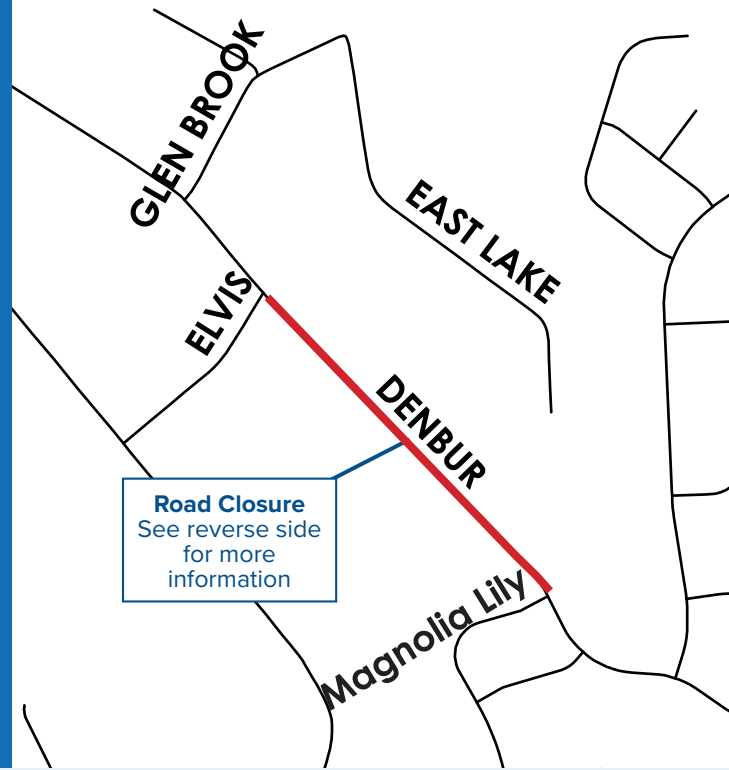 GLEN BROOK
EAST LAKE
ELVIS
DENBUR
Road Closure
See reverse side
for more
information
Magnolia Lily